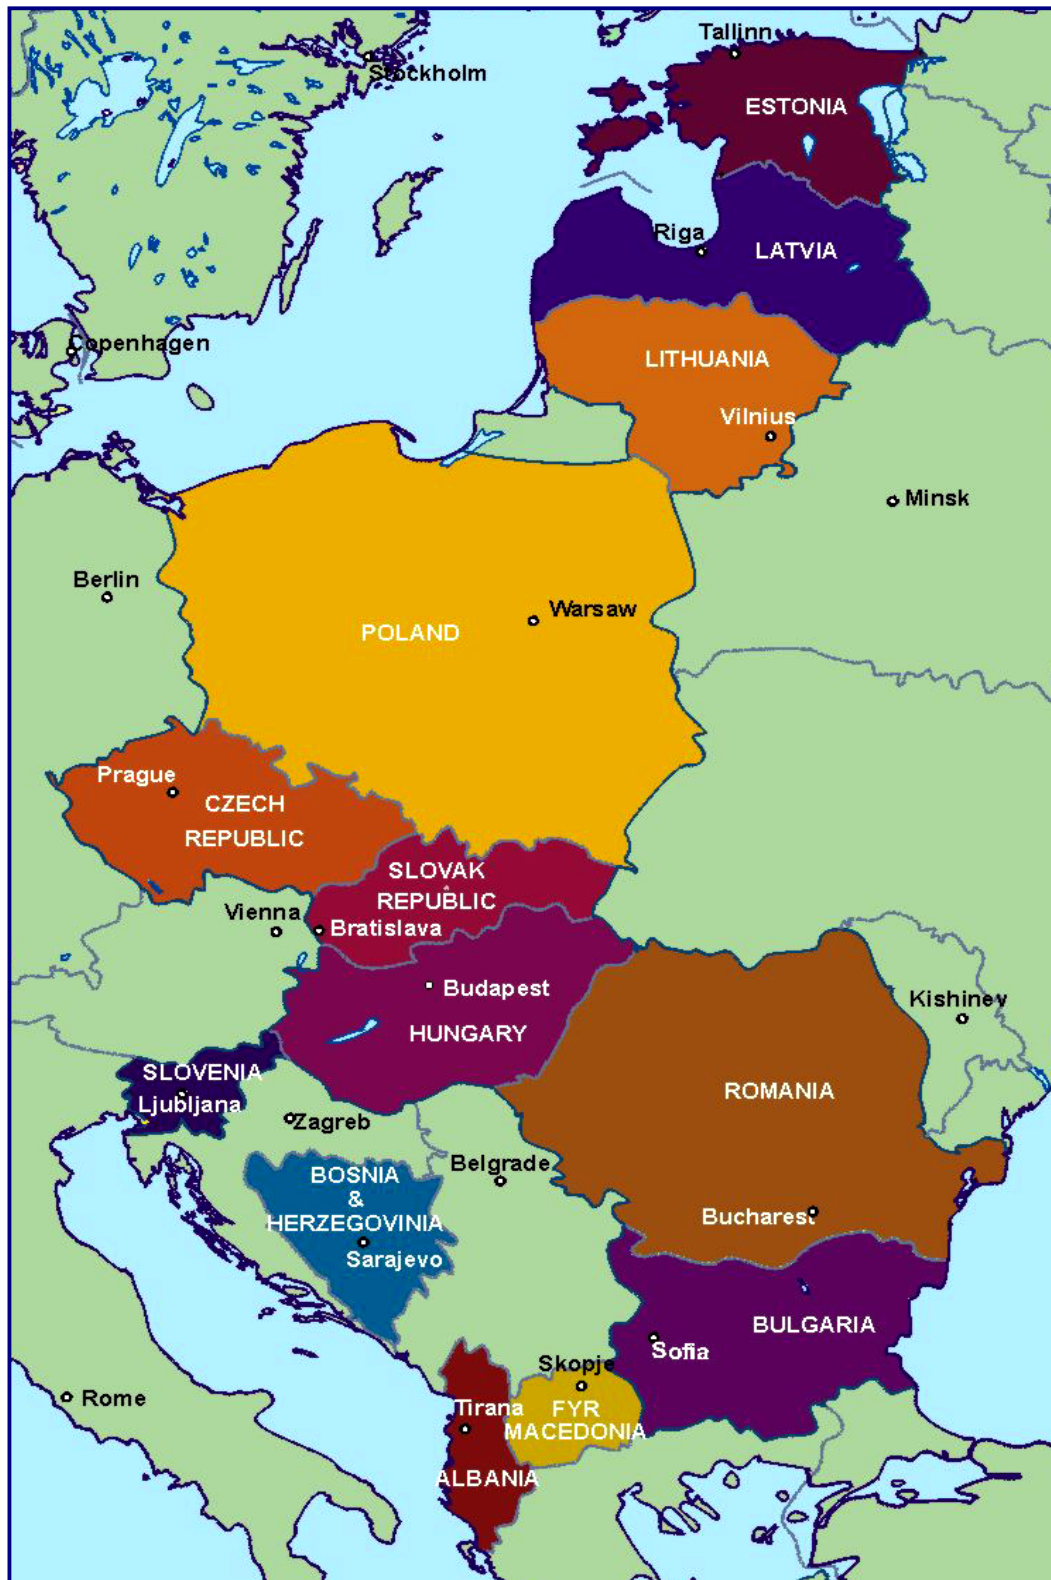 Tallinn
Stockholm
ESTONIA
Riga
LATVIA
Copenhagen
LITHUANIA
Vilnius
Minsk
Berlin
Warsaw
POLAND
Prague
CZECH
REPUBLIC
SLOVAK
REPUBLIC
Vienna
Bratislava
Budapest
Kishinev
HUNGARY
SLOVENIA
Ljubljana
ROMANIA
Zagreb
Belgrade
BOSNIA
&
HERZEGOVINIA
Sarajevo
Bucharest
BULGARIA
Sofia
Skopje
Rome
Tirana
FYR
MACEDONIA
ALBANIA